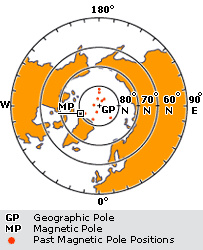 180°
MP
GP
W
80° 70° 60° 90°
N N N E
0°
GP Geographic Pole
MP Magnetic Pole
Past Magnetic Pole Positions